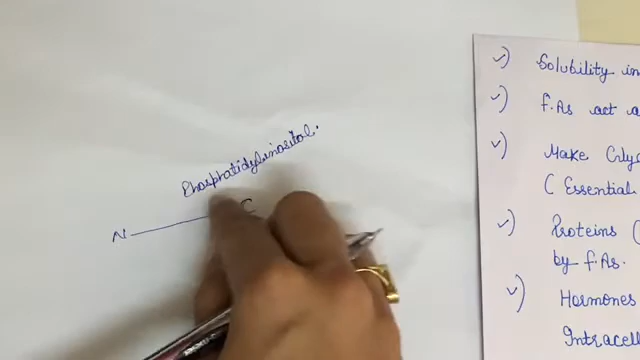 Phosphatidylinositol.
N C
✓) Solubility in
✓) F.As act a
✓) Make Glyc
( Essential
✓) Proteins (
by F.As.
✓) Hormones
Intracell